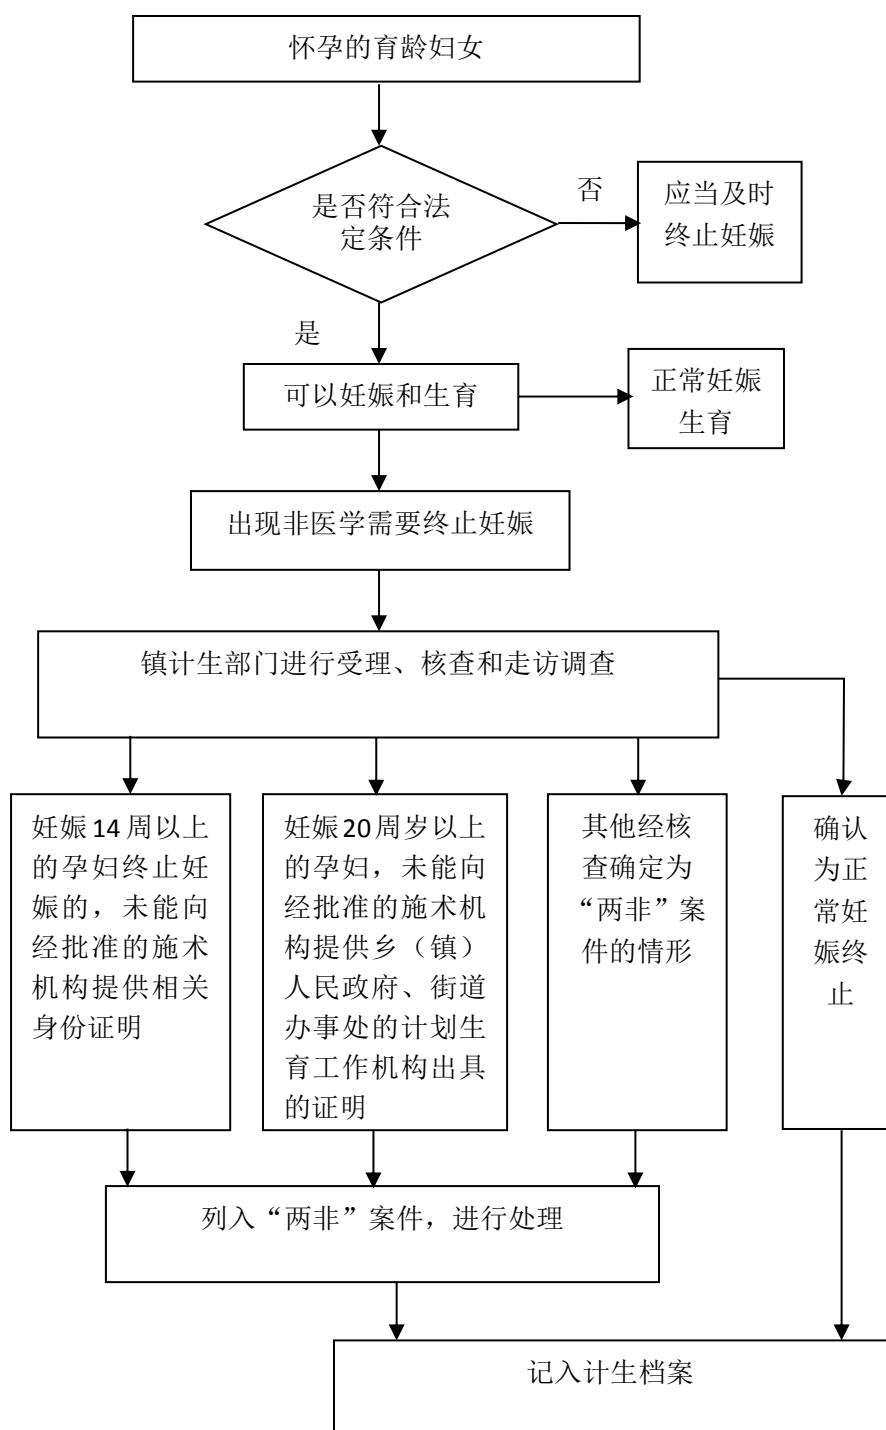 怀孕的育龄妇女
是否符合法
定条件
否
应当及时
终止妊娠
是
可以妊娠和生育
正常妊娠
生育
出现非医学需要终止妊娠
镇计生部门进行受理、核查和走访调查
妊娠14周以上
的孕妇终止妊
娠的，未能向
经批准的施术
机构提供相关
身份证明
妊娠20周岁以上
的孕妇，未能向
经批准的施术机
构提供乡（镇）
人民政府、街道
办事处的计划生
育工作机构出具
的证明
其他经核
查确定为
“两非”案
件的情形
确认
为正
常妊
娠终
止
列入“两非”案件，进行处理
记入计生档案